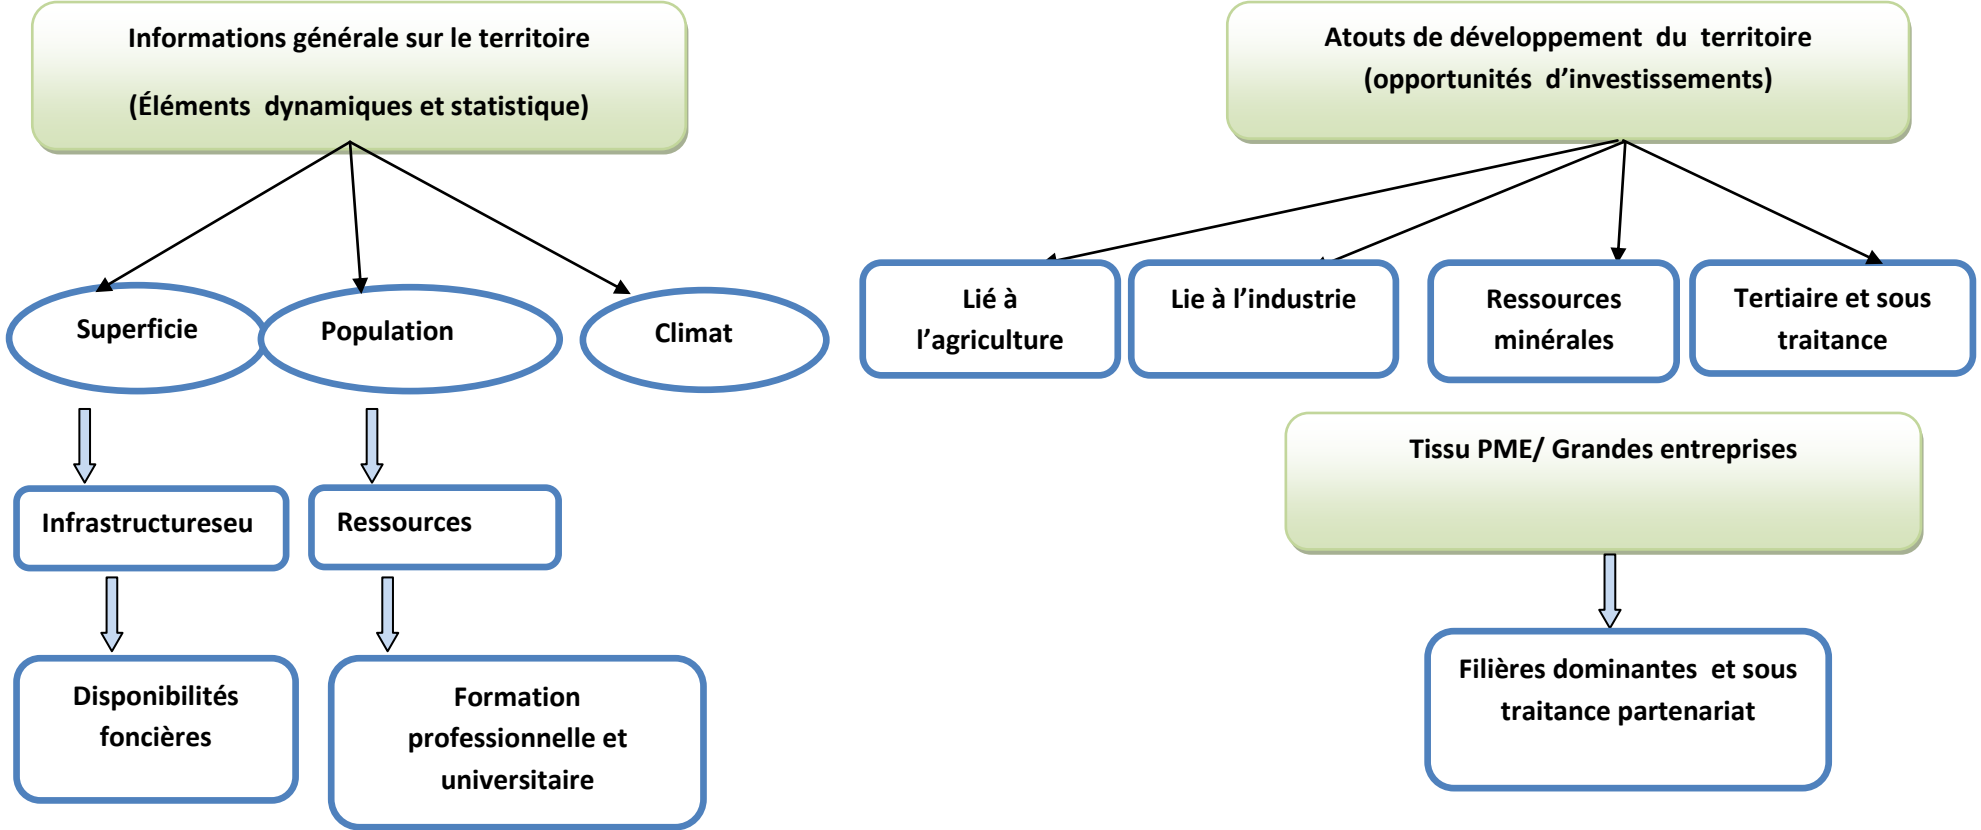 Informations générale sur le territoire
(Éléments dynamiques et statistique)
Atouts de développement du territoire
(opportunités d’investissements)
Superficie
Population
Climat
Lié à
l’agriculture
Lie à l’industrie
Ressources
minérales
Tertiaire et sous
traitance
Tissu PME/ Grandes entreprises
Infrastructureseu
Ressources
Disponibilités
foncières
Formation
professionnelle et
universitaire
Filières dominantes et sous
traitance partenariat